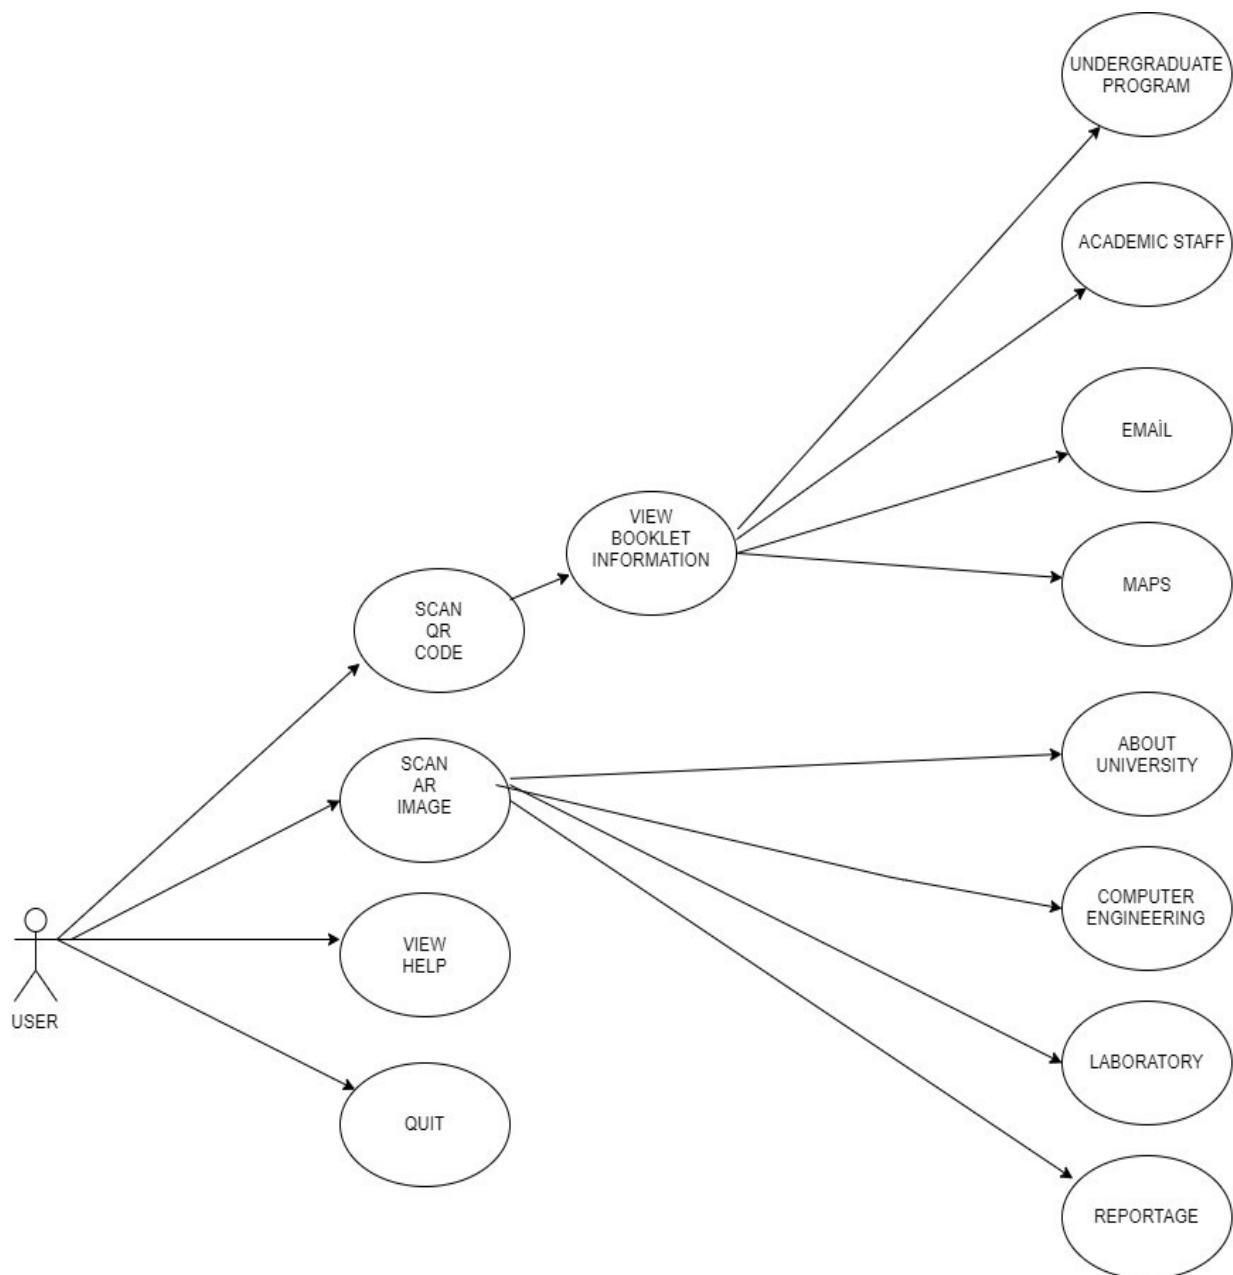 UNDERGRADUATE
PROGRAM
ACADEMIC STAFF
EMAİL
VIEW
BOOKLET
INFORMATION
MAPS
SCAN
QR
CODE
SCAN
AR
IMAGE
ABOUT
UNIVERSITY
COMPUTER
ENGINEERING
VIEW
HELP
USER
LABORATORY
QUIT
REPORTAGE